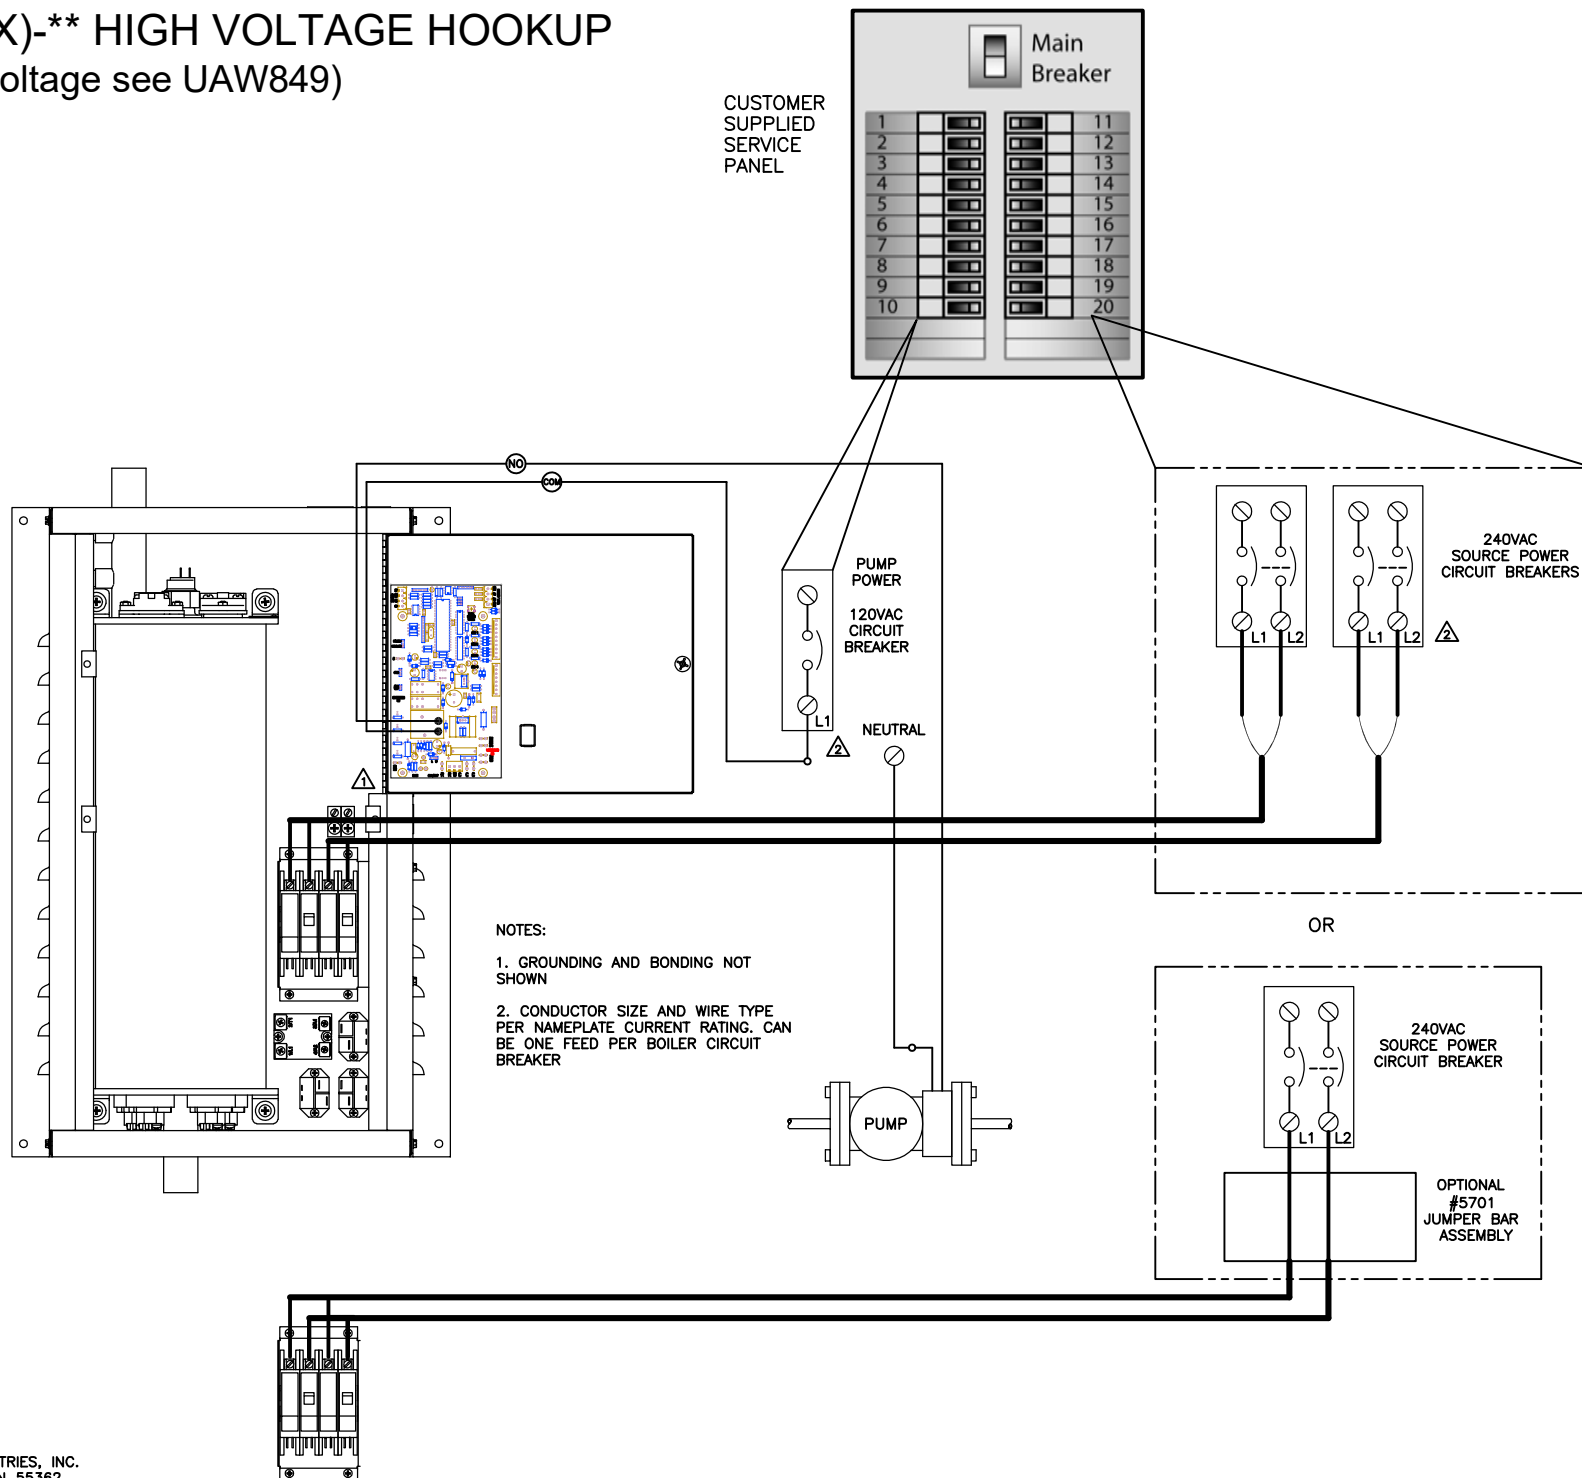 X)-** HIGH VOLTAGE HOOKUP
oltage see UAW849)
CUSTOMER
SUPPLIED
SERVICE
PANEL
Main
Breaker
1 11
2 12
3 13
4 14
5 15
6 16
7 17
8 18
9 19
10 20
NO
COM
PUMP
POWER
120VAC
CIRCUIT
BREAKER
L1
2
NEUTRAL
1
L1 L2
L1 L2
2
240VAC
SOURCE POWER
CIRCUIT BREAKERS
OR
NOTES:
1. GROUNDING AND BONDING NOT
SHOWN
2. CONDUCTOR SIZE AND WIRE TYPE
PER NAMEPLATE CURRENT RATING. CAN
BE ONE FEED PER BOILER CIRCUIT
BREAKER
PUMP
240VAC
SOURCE POWER
CIRCUIT BREAKER
L1 L2
OPTIONAL
#5701
JUMPER BAR
ASSEMBLY
TRIES, INC.
N 55362